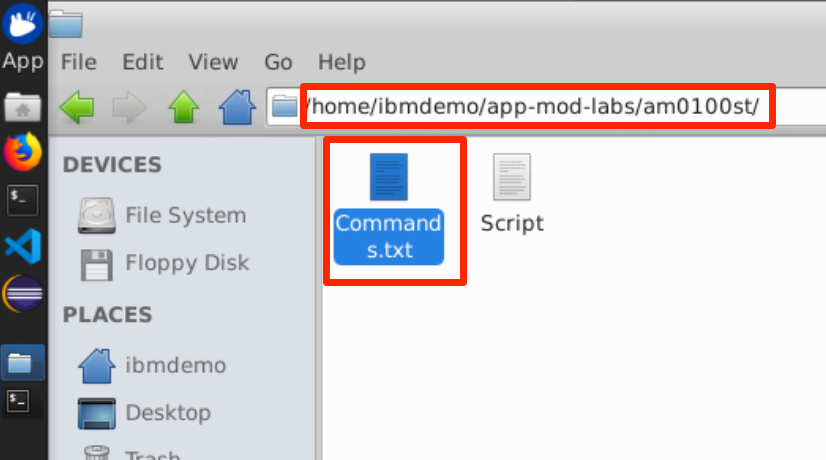 App
File Edit View Go Help
/home/ibmdemo/app-mod-labs/am0100st/
DEVICES
File System
Floppy Disk
PLACES
ibmdemo
Desktop
Trash
Command
s.txt
Script